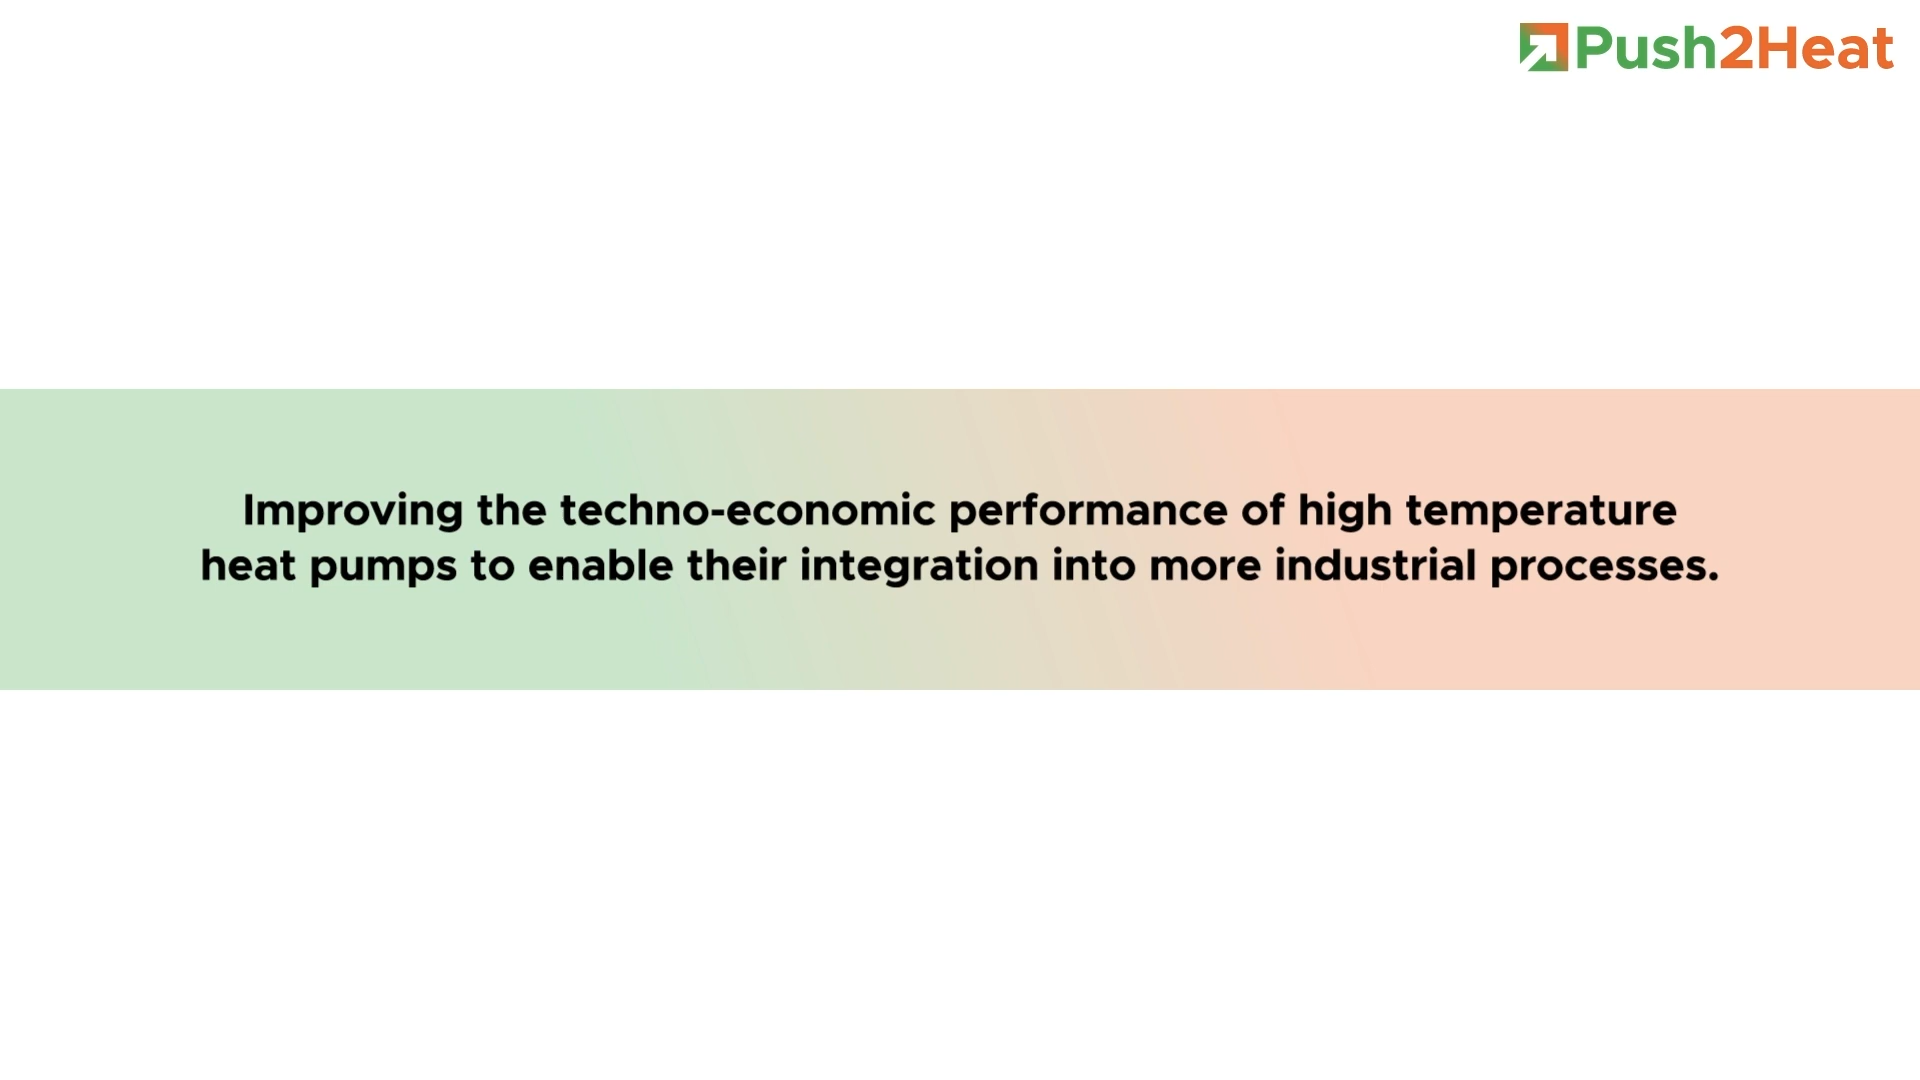 Push2Heat
Improving the techno-economic performance of high temperature
heat pumps to enable their integration into more industrial processes.